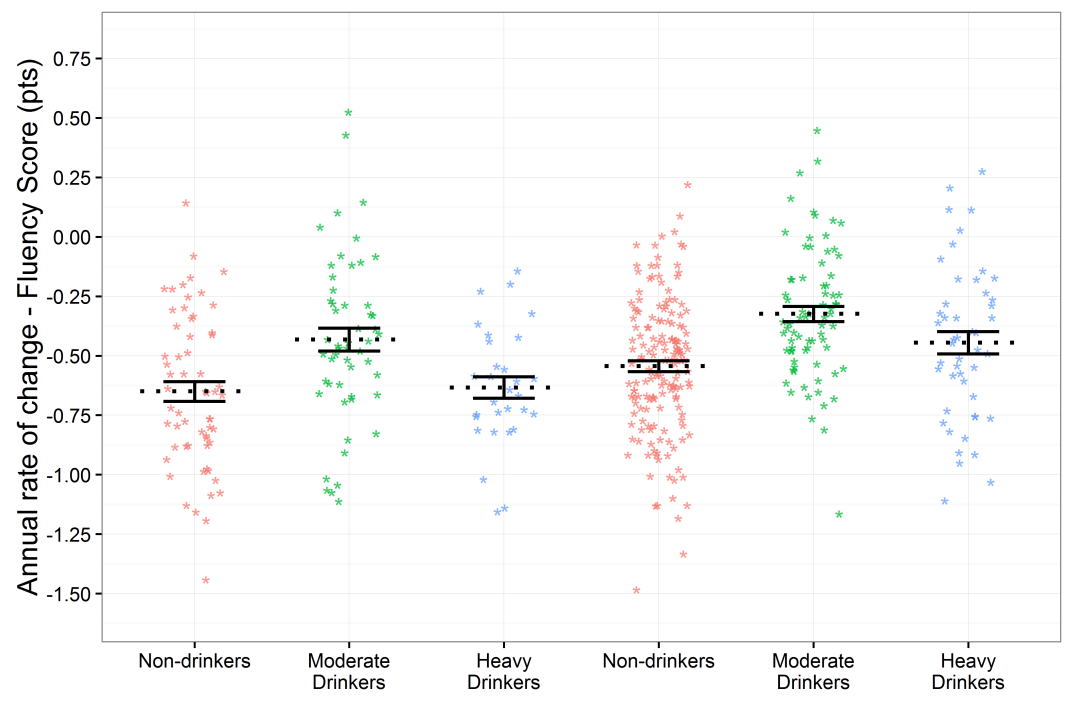 Annual rate of change - Fluency Score (pts)
0.75
0.50
0.25
0.00
-0.25
-0.50
-0.75
-1.00
-1.25
-1.50
Non-drinkers
Moderate
Drinkers
Heavy
Drinkers
Non-drinkers
Moderate
Drinkers
Heavy
Drinkers